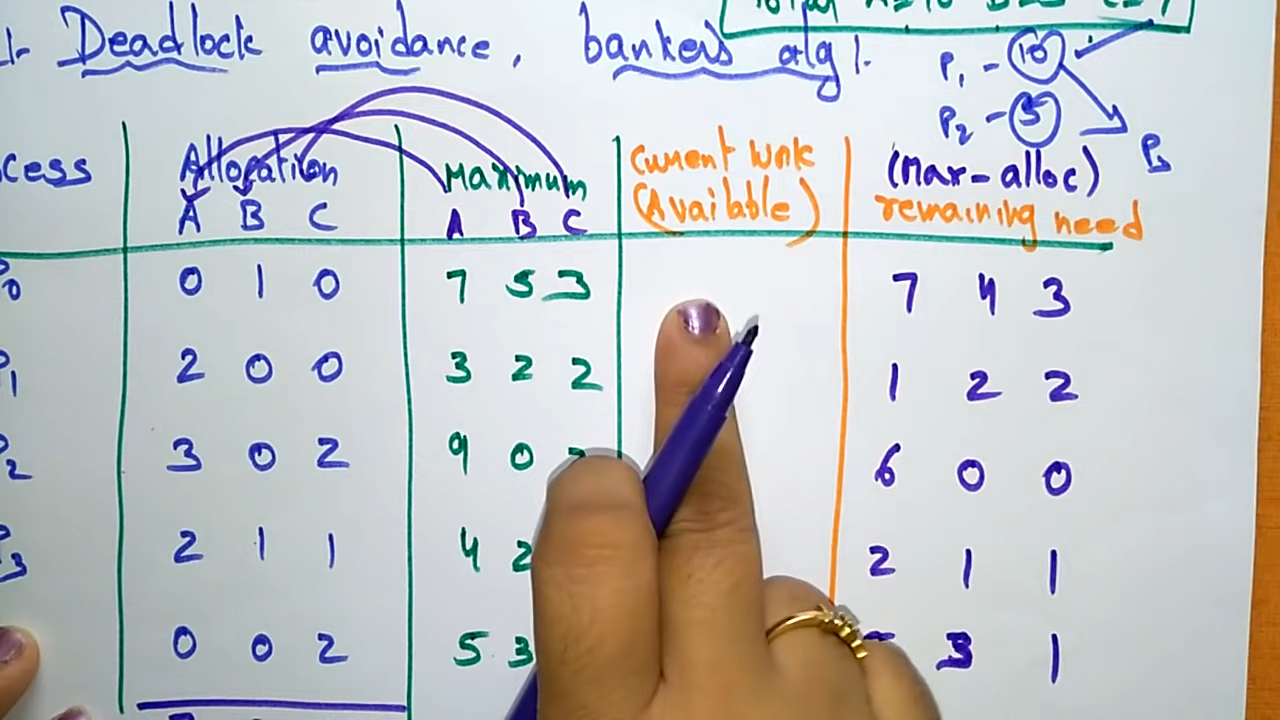 Deadlock avoidance, bankers alg!.
P1 - 10
P2 - 5
cess Allocation Maximum Current Work (Max-alloc)
(Available) remaining need
A B C A B C
P0 0 1 0 7 5 3 7 4 3
P1 2 0 0 3 2 2 1 2 2
P2 3 0 2 9 0 6 0 0
P3 2 1 1 4 2 2 1 1
0 0 2 5 3 3 1